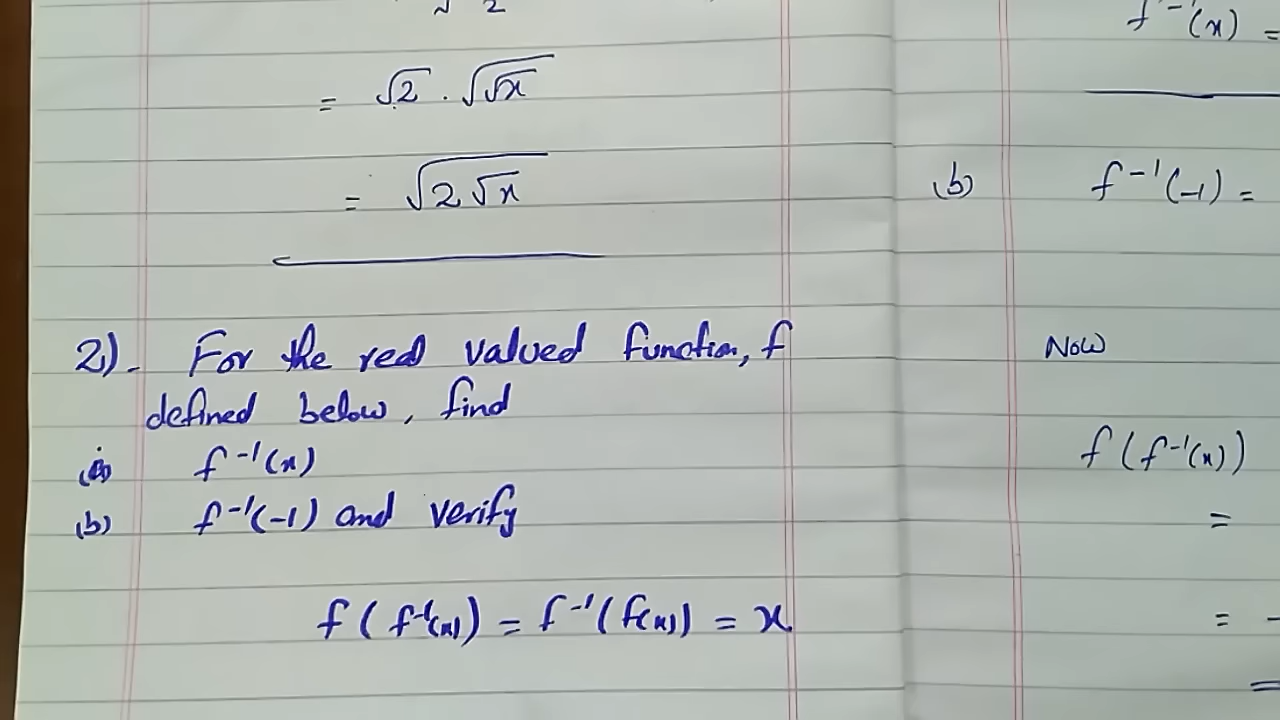 √2
= √2 . √√x
= √2√x
2). For the real valued function, f
defined below, find
f⁻¹(x)
(b) f⁻¹(-1) and verify
f(f⁻¹(x)) = f⁻¹(f(x)) = x
f⁻¹(x) =
(b) f⁻¹(-1) =
Now
f(f⁻¹(x))
=
=